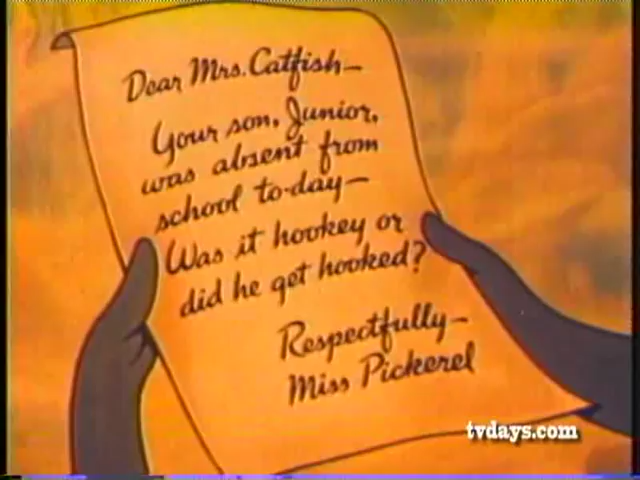 Dear Mrs. Catfish—
Your son, Junior,
was absent from
school to-day—
Was it hookey or
did he get hooked?
Respectfully—
Miss Pickerel
tvdays.com